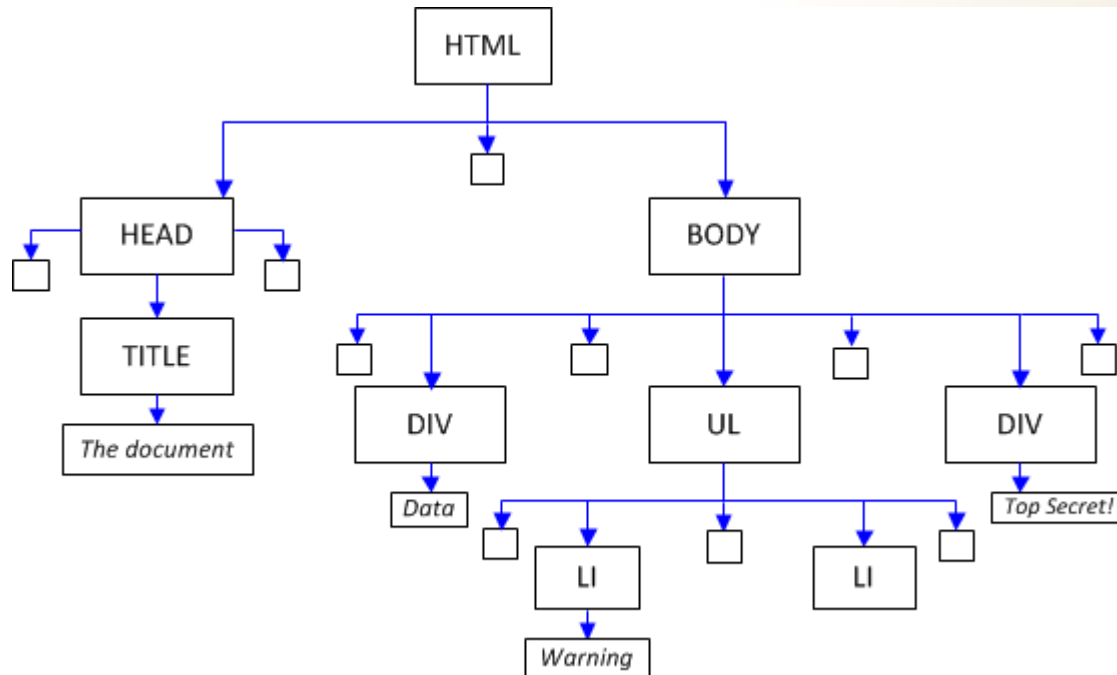 HTML
HEAD
BODY
TITLE
The document
DIV
UL
DIV
Data
Top Secret!
LI
LI
Warning